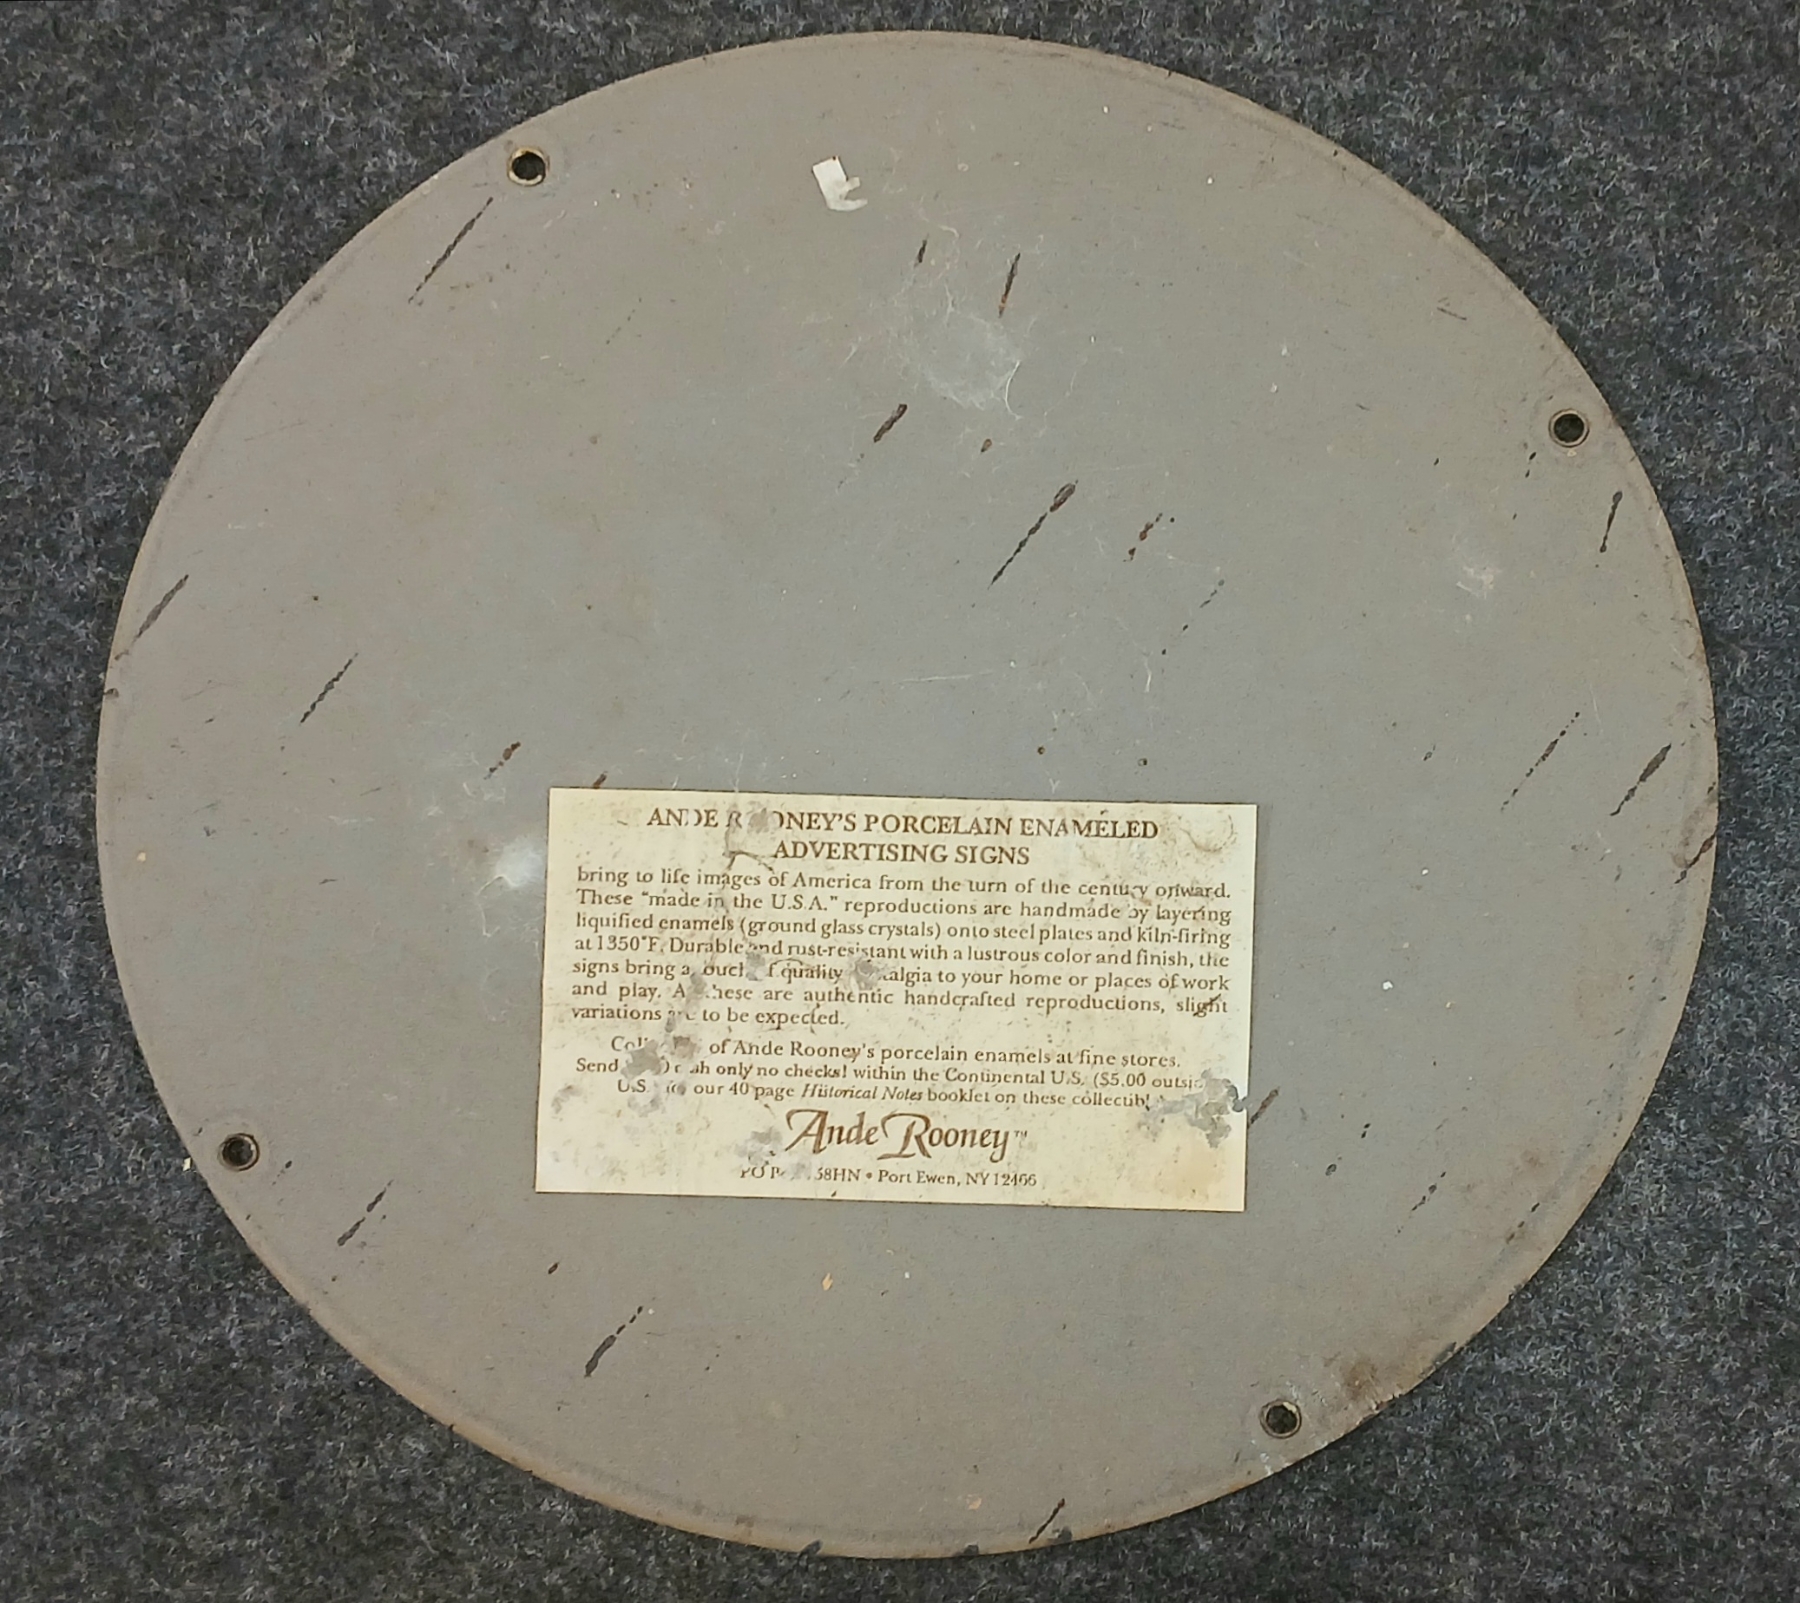 PORCELAIN ENAMELED
ADVERTISING SIGNS
bring to life images of America from the turn of the century onward.
These “made in the U.S.A.” reproductions are handmade by layering
liquified enamels (ground glass crystals) onto steel plates and kiln-firing
at 1350°F. Durable and rust-resistant with a lustrous color and finish, the
signs bring a quality to your home or places of work
and play. these are authentic handcrafted reproductions, slight
variations to be expected.
of Ande Rooney's porcelain enamels at fine stores.
Send only no checks! within the Continental U.S. ($5.00
U.S. our 40 page Historical Notes booklet on these
Ande Rooney™
58HN • Port Ewen, NY 12466